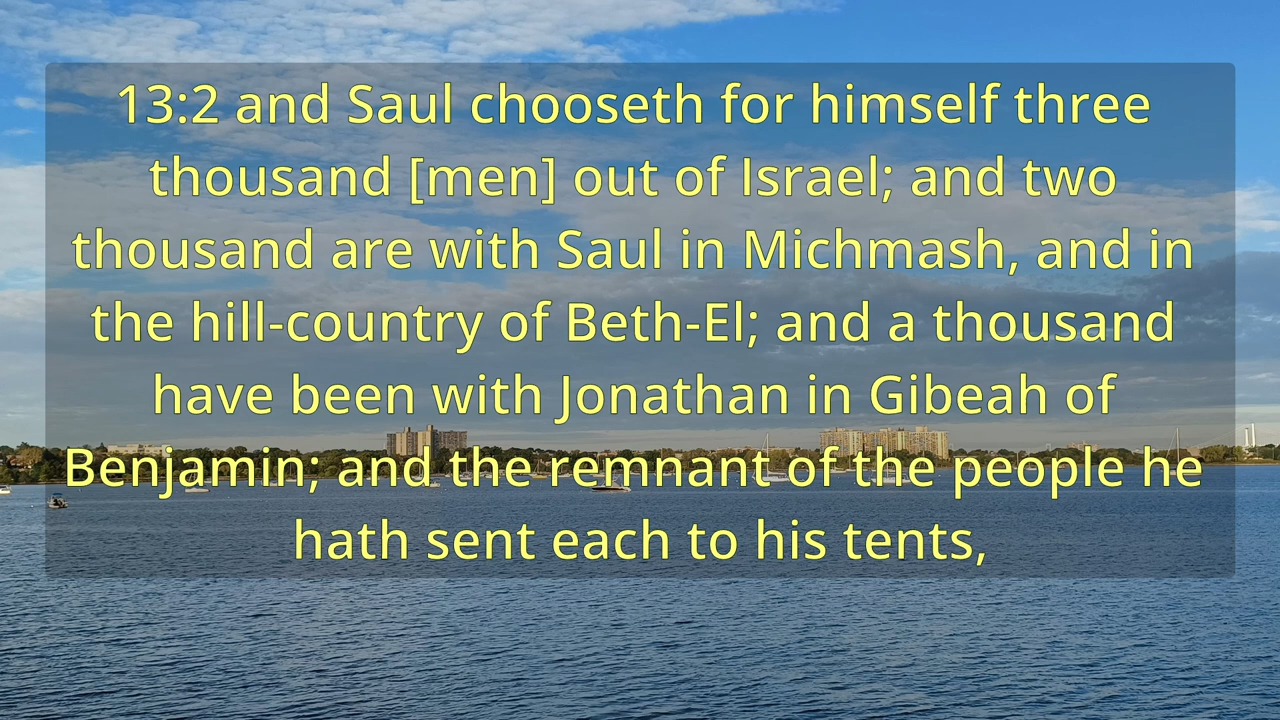 13:2 and Saul chooseth for himself three
thousand [men] out of Israel; and two
thousand are with Saul in Michmash, and in
the hill-country of Beth-El; and a thousand
have been with Jonathan in Gibeah of
Benjamin; and the remnant of the people he
hath sent each to his tents,